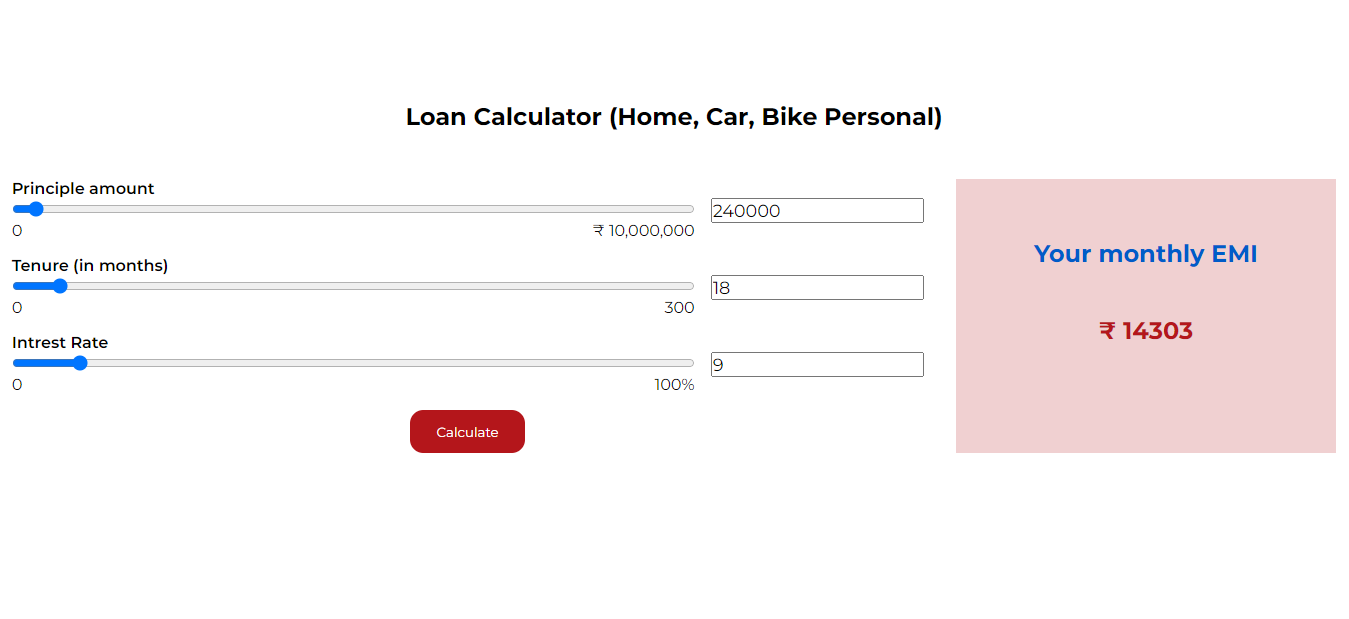 Loan Calculator (Home, Car, Bike Personal)
Principle amount
240000
0 ₹ 10,000,000
Tenure (in months)
18
0 300
Intrest Rate
9
0 100%
Calculate
Your monthly EMI
₹ 14303